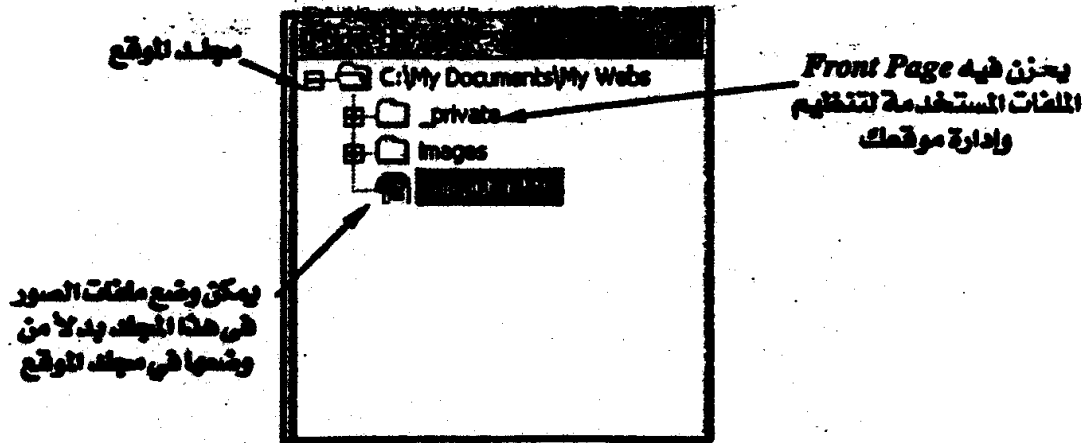 مجلد الموقع
C:\My Documents\My Webs
_private
images
يخزن فيه Front Page
الملفات المستخدمة لتنظيم
وإدارة موقعك
يمكن وضع ملفات الصور
في هذا المجلد بدلاً من
وضعها في مجلد الموقع